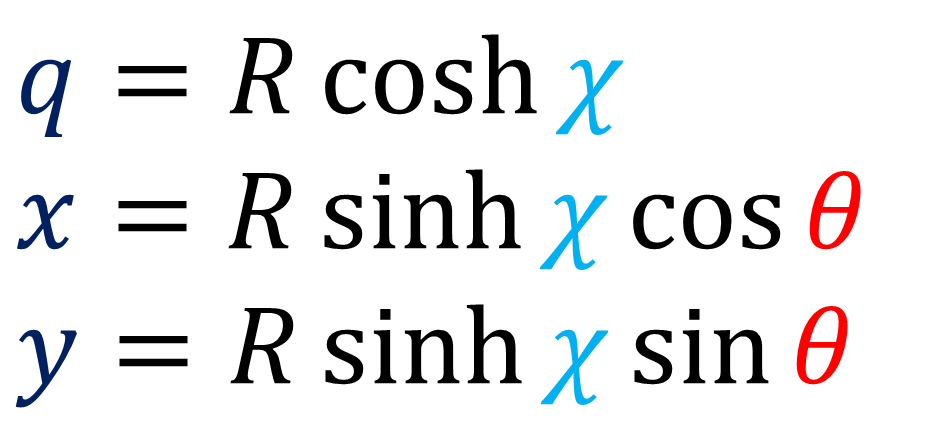 q = R cosh χ
x = R sinh χ cos θ
y = R sinh χ sin θ